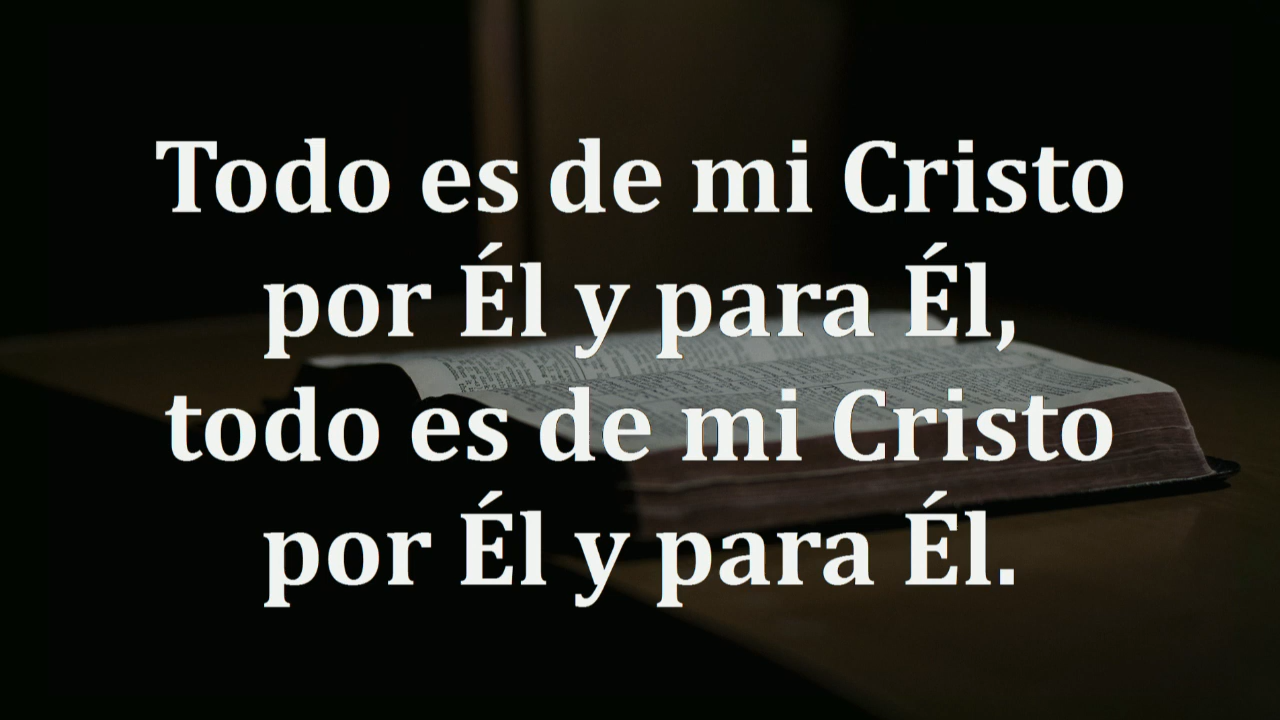 Todo es de mi Cristo
por Él y para Él,
todo es de mi Cristo
por Él y para Él.